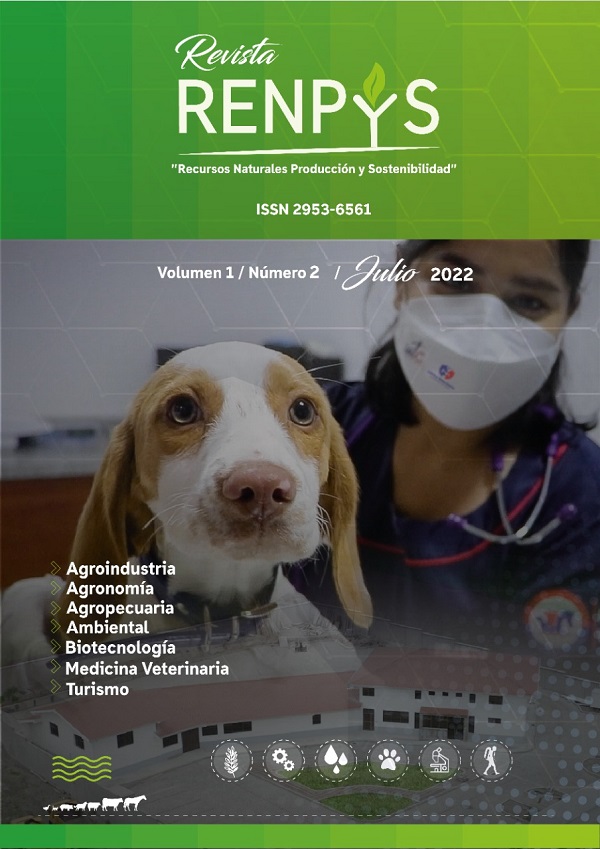 Revista
RENPYS
"Recursos Naturales Producción y Sostenibilidad"
ISSN 2953-6561
Volumen 1 / Número 2 / Julio 2022
Agroindustria
Agronomía
Agropecuaria
Ambiental
Biotecnología
Medicina Veterinaria
Turismo